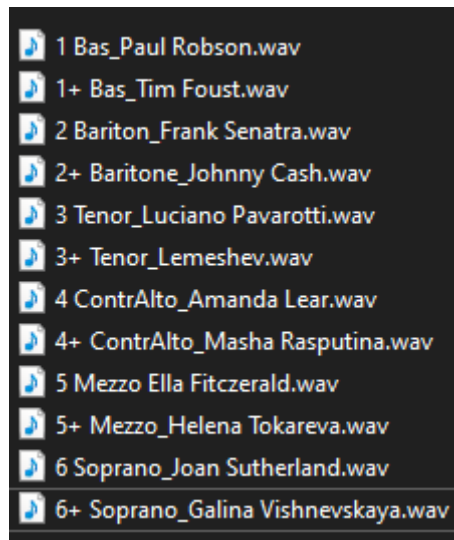 1 Bas_Paul Robson.wav
1+ Bas_Tim Foust.wav
2 Bariton_Frank Senatra.wav
2+ Baritone_Johnny Cash.wav
3 Tenor_Luciano Pavarotti.wav
3+ Tenor_Lemeshev.wav
4 ContrAlto_Amanda Lear.wav
4+ ContrAlto_Masha Rasputina.wav
5 Mezzo Ella Fitczerald.wav
5+ Mezzo_Helena Tokareva.wav
6 Soprano_Joan Sutherland.wav
6+ Soprano_Galina Vishnevskaya.wav